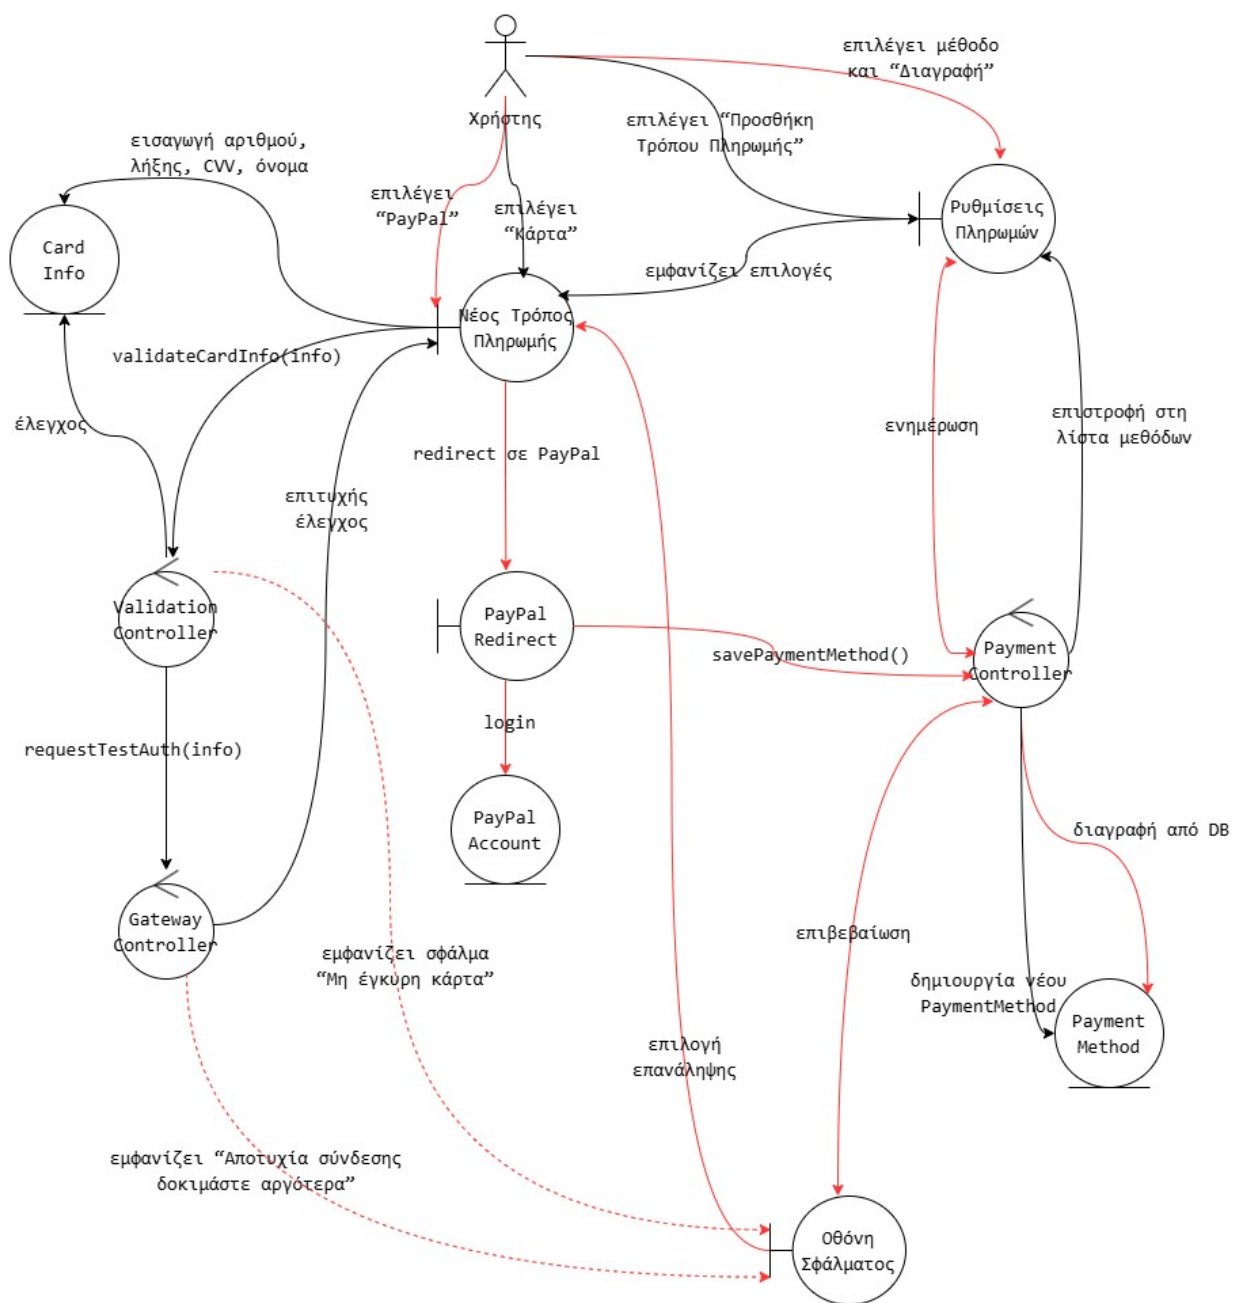 επιλέγει μέθοδο
και “Διαγραφή”
Χρήστης
επιλέγει “Προσθήκη
Τρόπου Πληρωμής”
εισαγωγή αριθμού,
λήξης, CVV, όνομα
επιλέγει
“PayPal”
επιλέγει
“Κάρτα”
Ρυθμίσεις
Πληρωμών
Card
Info
εμφανίζει επιλογές
Νέος Τρόπος
Πληρωμής
validateCardInfo(info)
έλεγχος
redirect σε PayPal
ενημέρωση
επιστροφή στη
λίστα μεθόδων
επιτυχής
έλεγχος
Validation
Controller
PayPal
Redirect
savePaymentMethod()
Payment
Controller
requestTestAuth(info)
login
PayPal
Account
διαγραφή από DB
Gateway
Controller
εμφανίζει σφάλμα
“Μη έγκυρη κάρτα”
επιβεβαίωση
δημιουργία νέου
PaymentMethod
Payment
Method
επιλογή
επανάληψης
εμφανίζει “Αποτυχία σύνδεσης
δοκιμάστε αργότερα”
Οθόνη
Σφάλματος